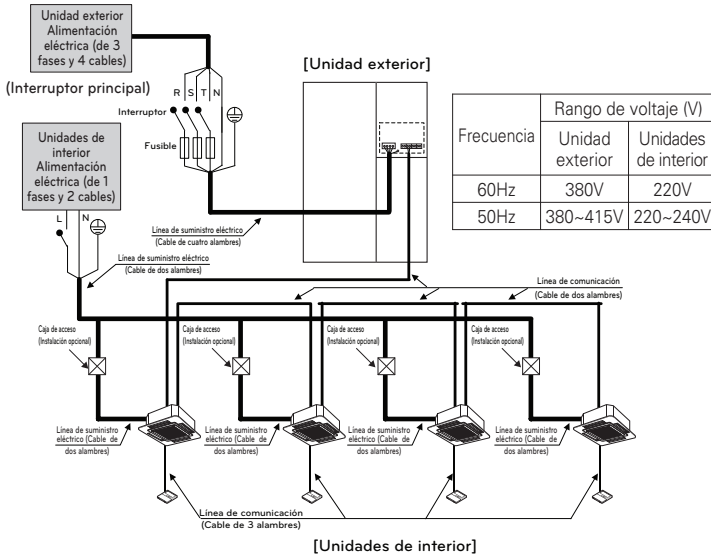 Unidad exterior
Alimentación
eléctrica (de 3
fases y 4 cables)
(Interruptor principal)
R S T N
Interruptor
Fusible
[Unidad exterior]
Frecuencia
Rango de voltaje (V)
Unidad
exterior
Unidades
de interior
60Hz 380V 220V
50Hz 380~415V 220~240V
Unidades de
interior
Alimentación
eléctrica (de 1
fases y 2 cables)
L N
Línea de suministro eléctrico
(Cable de cuatro alambres)
Línea de suministro eléctrico
(Cable de dos alambres)
Línea de comunicación
(Cable de dos alambres)
Caja de acceso
(Instalación opcional)
Caja de acceso
(Instalación opcional)
Caja de acceso
(Instalación opcional)
Caja de acceso
(Instalación opcional)
Línea de suministro
eléctrico (Cable de
dos alambres)
Línea de suministro
eléctrico (Cable de
dos alambres)
Línea de suministro
eléctrico (Cable de
dos alambres)
Línea de suministro
eléctrico (Cable de
dos alambres)
Línea de comunicación
(Cable de 3 alambres)
[Unidades de interior]